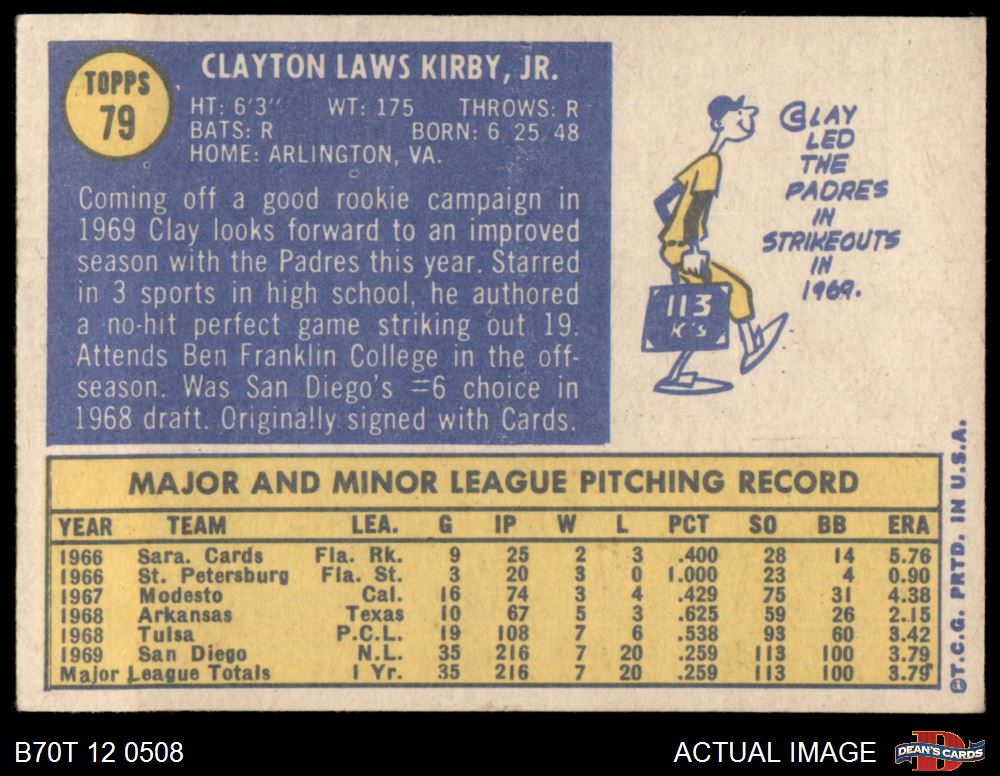 TOPPS
79
CLAYTON LAWS KIRBY, JR.
HT: 6'3" WT: 175 THROWS: R
BATS: R BORN: 6 25 48
HOME: ARLINGTON, VA.
Coming off a good rookie campaign in
1969 Clay looks forward to an improved
season with the Padres this year. Starred
in 3 sports in high school, he authored
a no-hit perfect game striking out 19.
Attends Ben Franklin College in the off-
season. Was San Diego's #6 choice in
1968 draft. Originally signed with Cards.
CLAY
LED
THE
PADRES
IN
STRIKEOUTS
IN
1969.
113
K's
MAJOR AND MINOR LEAGUE PITCHING RECORD
YEAR TEAM LEA. G IP W L PCT SO BB ERA
1966 Sara. Cards Fla. Rk. 9 25 2 3 .400 28 14 5.76
1966 St. Petersburg Fla. St. 3 20 3 0 1.000 23 4 0.90
1967 Modesto Cal. 16 74 3 4 .429 75 31 4.38
1968 Arkansas Texas 10 67 5 3 .625 59 26 2.15
1968 Tulsa P.C.L. 19 108 7 6 .538 93 60 3.42
1969 San Diego N.L. 35 216 7 20 .259 113 100 3.79
Major League Totals 1 Yr. 35 216 7 20 .259 113 100 3.79
©T.C.G. PRTD. IN U.S.A.
B70T 12 0508
ACTUAL IMAGE
DEAN'S CARDS